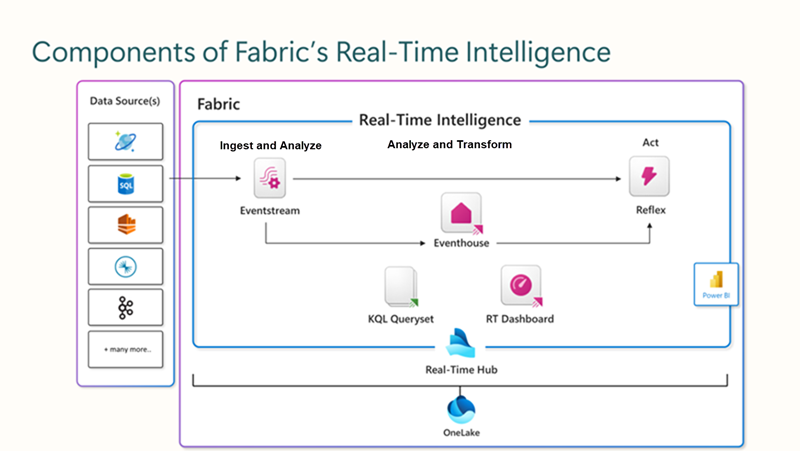 Components of Fabric's Real-Time Intelligence
Data Source(s)
SQL
+ many more..
Fabric
Real-Time Intelligence
Ingest and Analyze
Analyze and Transform
Act
Eventstream
Reflex
Eventhouse
KQL Queryset
RT Dashboard
Power BI
Real-Time Hub
OneLake